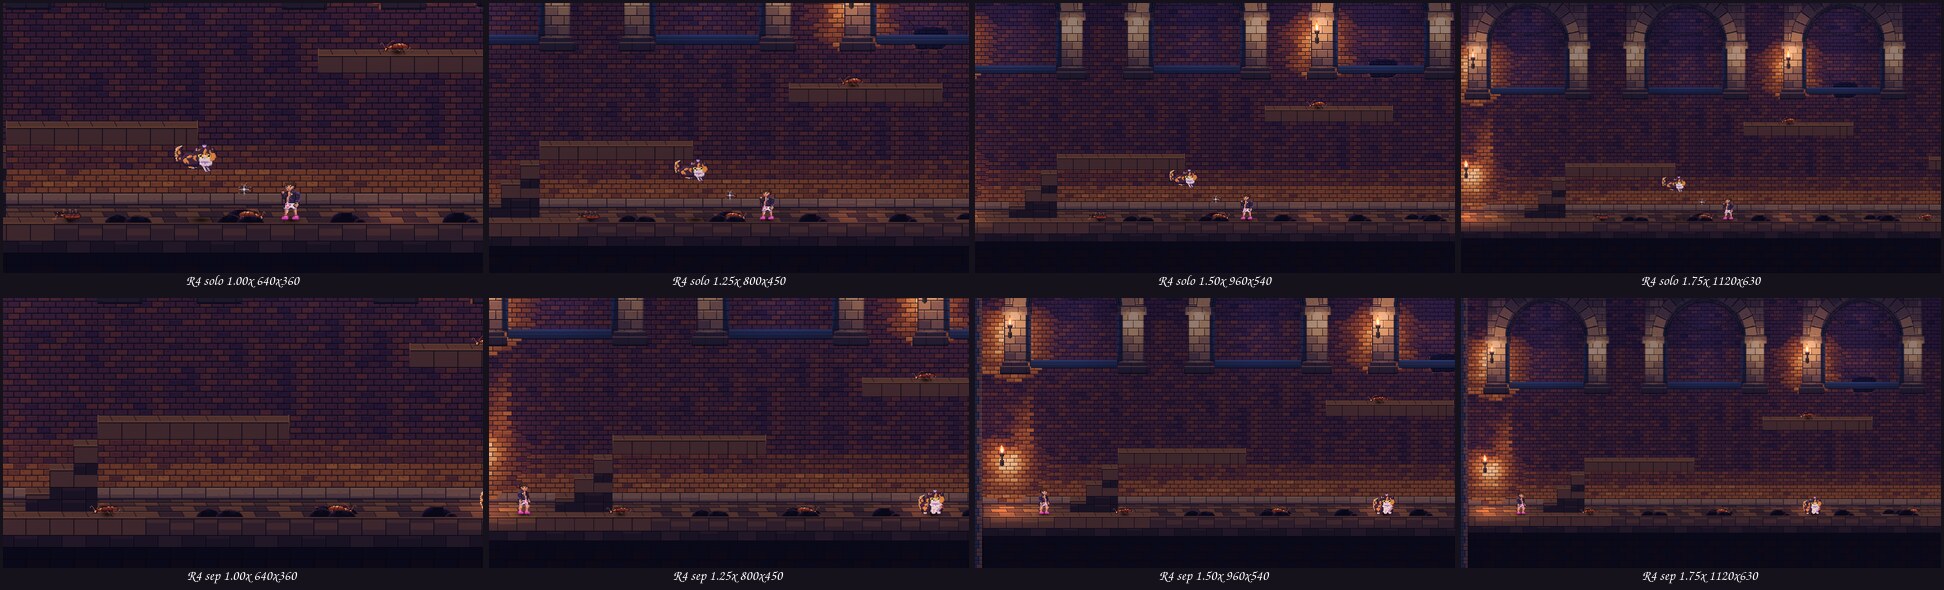 R4 solo 1.00x 640x360
R4 solo 1.25x 800x450
R4 solo 1.50x 960x540
R4 solo 1.75x 1120x630
R4 sep 1.00x 640x360
R4 sep 1.25x 800x450
R4 sep 1.50x 960x540
R4 sep 1.75x 1120x630